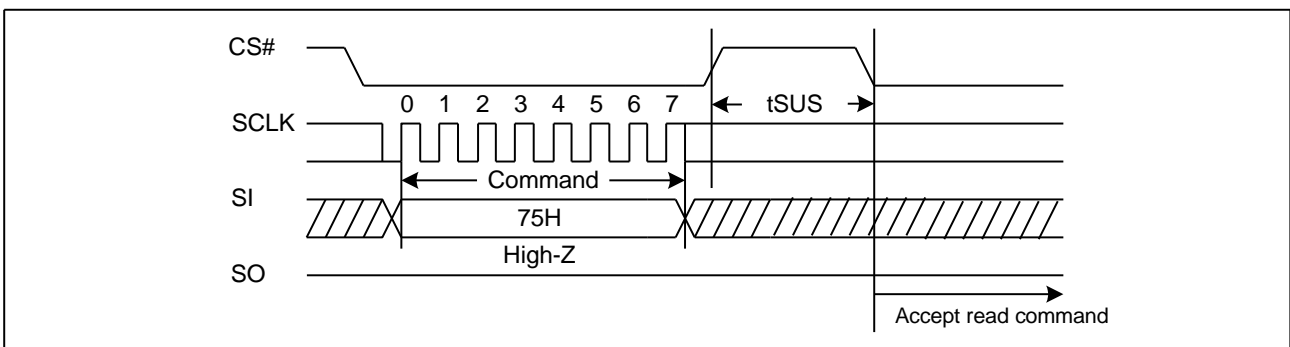 CS#
0 1 2 3 4 5 6 7
tSUS
SCLK
Command
SI
75H
High-Z
SO
Accept read command